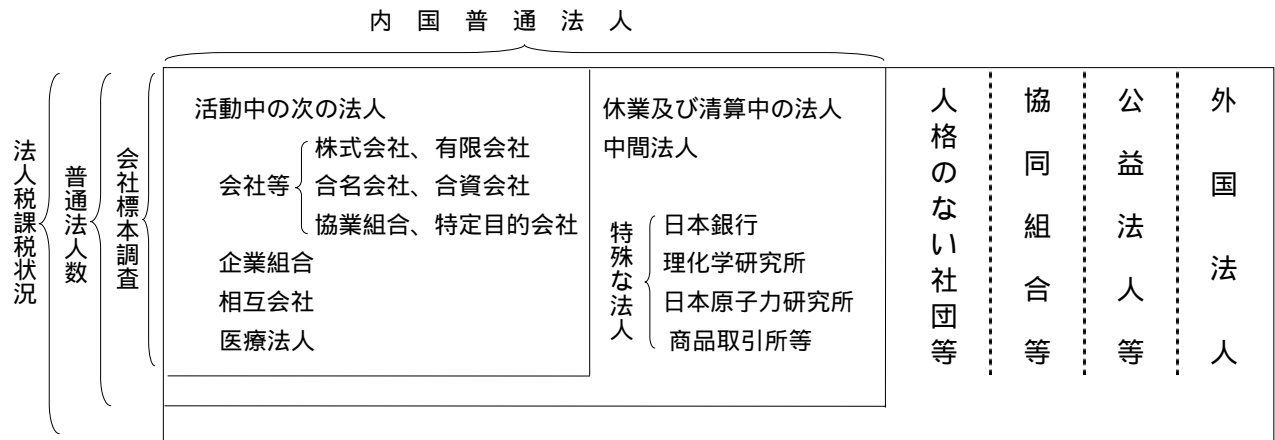 内国普通法人
法人税課税状況
普通法人数
会社標本調査
活動中の次の法人
会社等
株式会社、有限会社
合名会社、合資会社
協業組合、特定目的会社
企業組合
相互会社
医療法人
休業及び清算中の法人
中間法人
特殊な法人
日本銀行
理化学研究所
日本原子力研究所
商品取引所等
人格のない社団等
協同組合等
公益法人等
外国法人